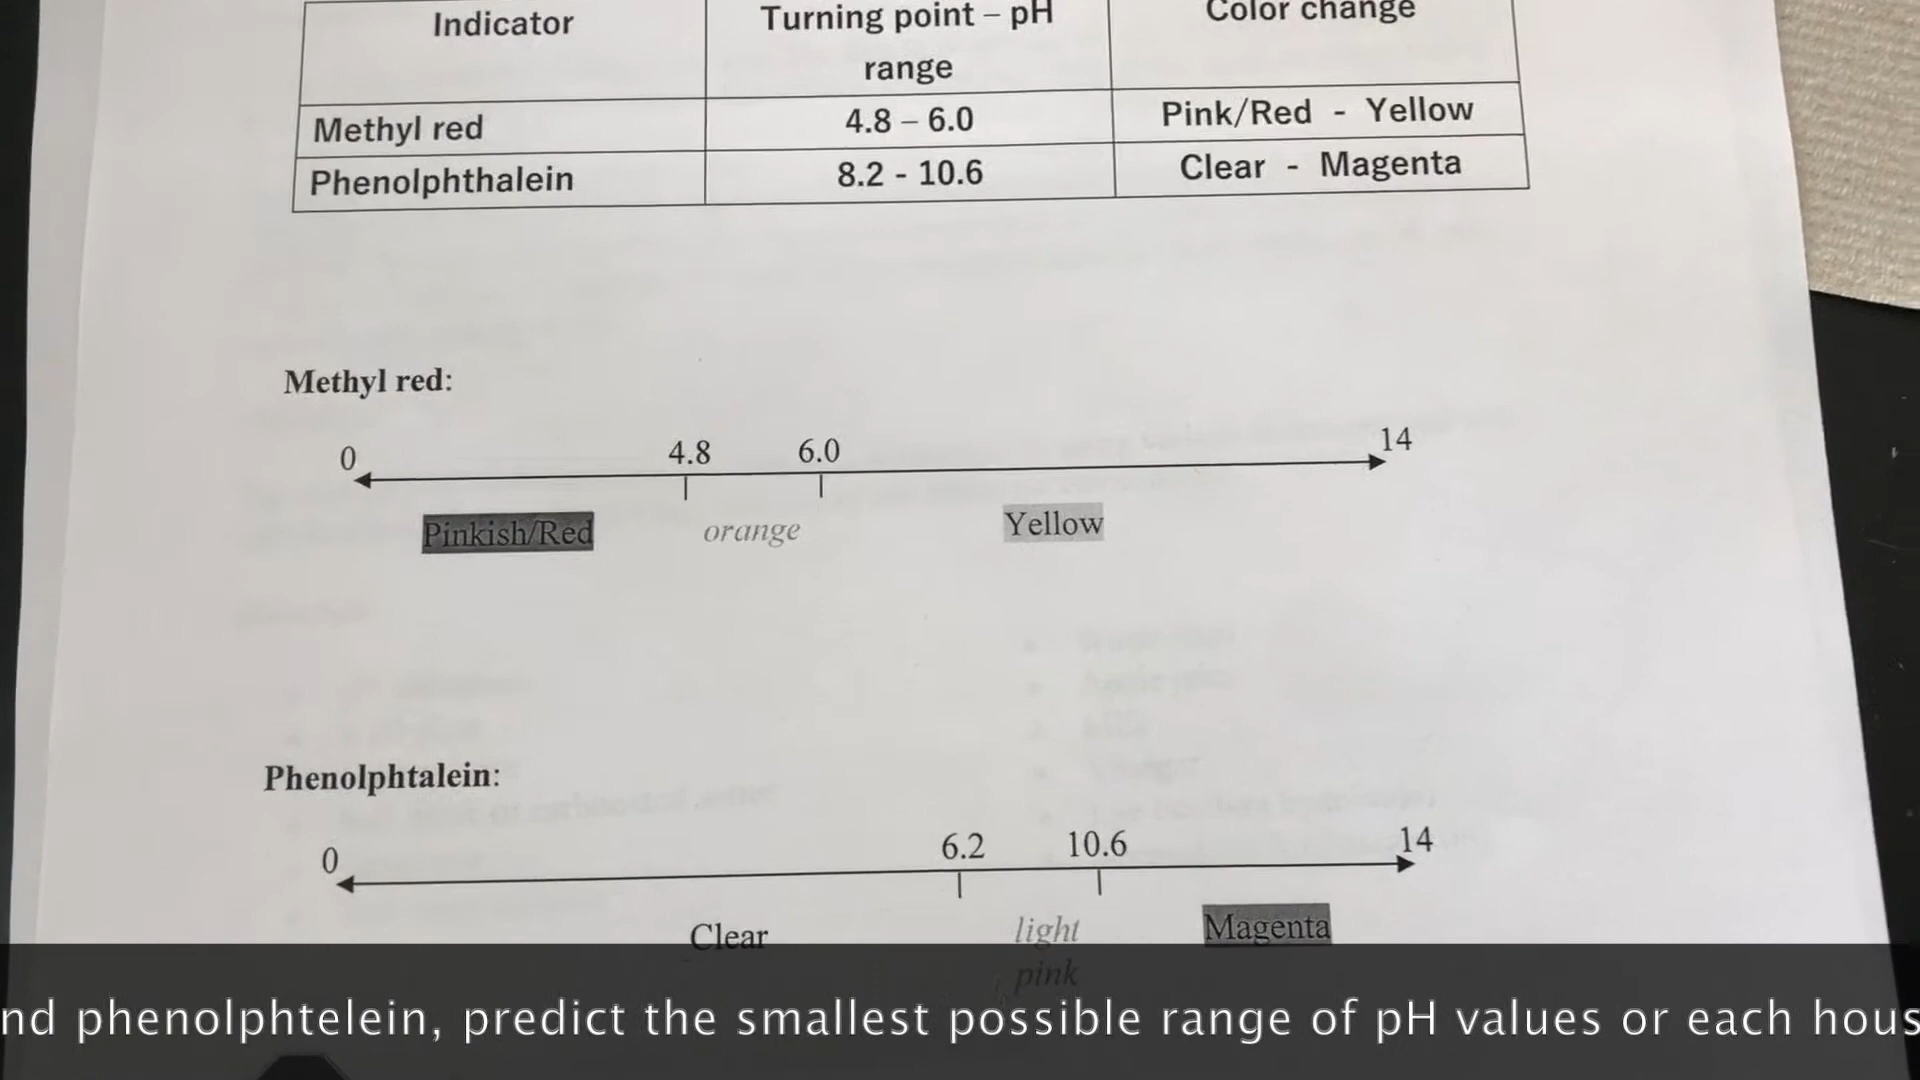 Indicator
Turning point – pH
range
Color change
Methyl red
4.8 – 6.0
Pink/Red - Yellow
Phenolphthalein
8.2 - 10.6
Clear - Magenta
Methyl red:
0 4.8 6.0 14
Pinkish/Red orange Yellow
Phenolphtalein:
0 6.2 10.6 14
Clear light Magenta
pink
nd phenolphtelein, predict the smallest possible range of pH values or each hous